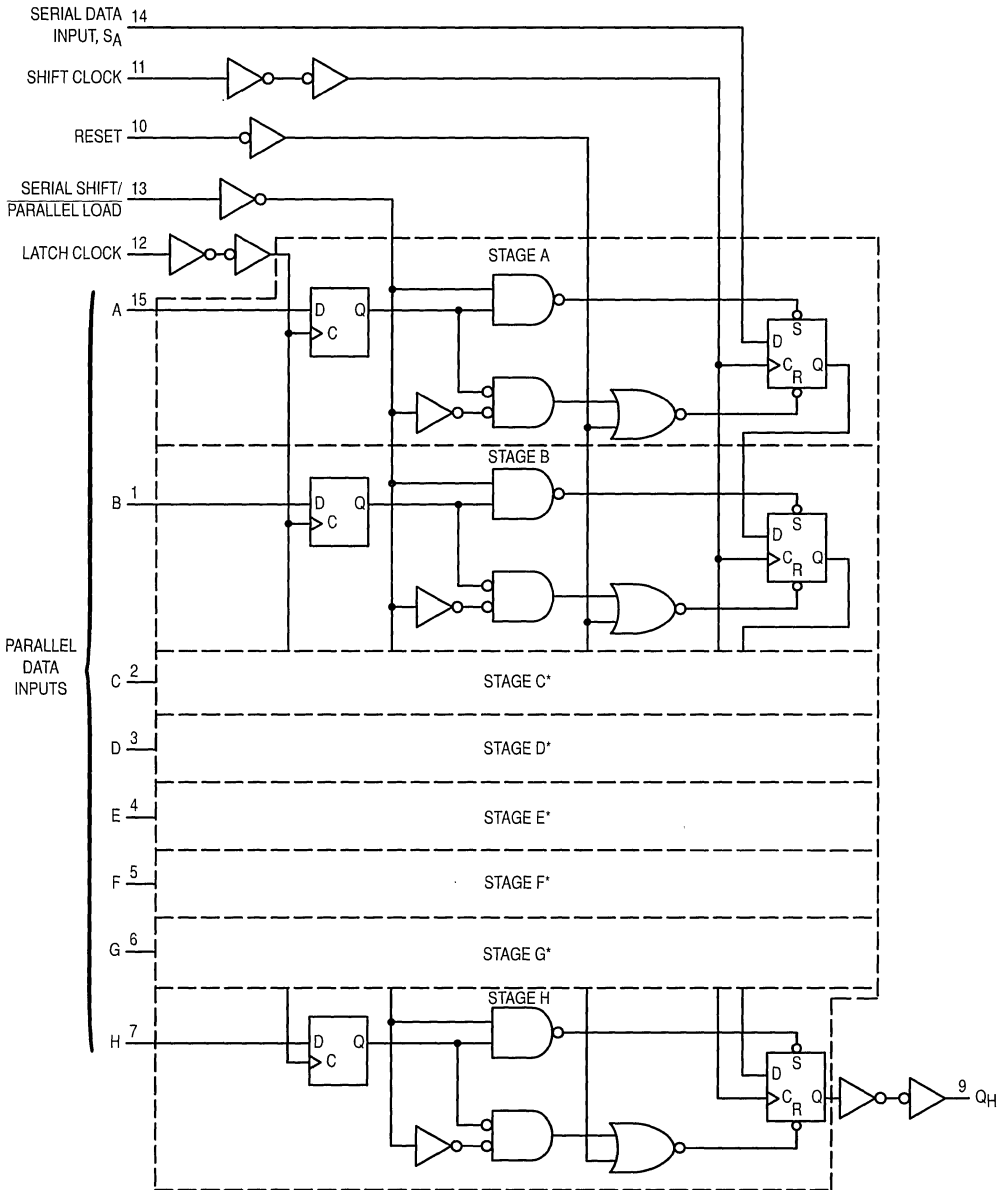 SERIAL DATA 14
INPUT, SA
SHIFT CLOCK 11
RESET 10
SERIAL SHIFT/ 13
PARALLEL LOAD
LATCH CLOCK 12
STAGE A
A 15
D Q
C
S
D
C Q
R
STAGE B
B 1
D Q
C
S
D
C Q
R
PARALLEL
DATA
INPUTS
C 2
STAGE C*
D 3
STAGE D*
E 4
STAGE E*
F 5
STAGE F*
G 6
STAGE G*
STAGE H
H 7
D Q
C
S
D
C Q
R
9 QH